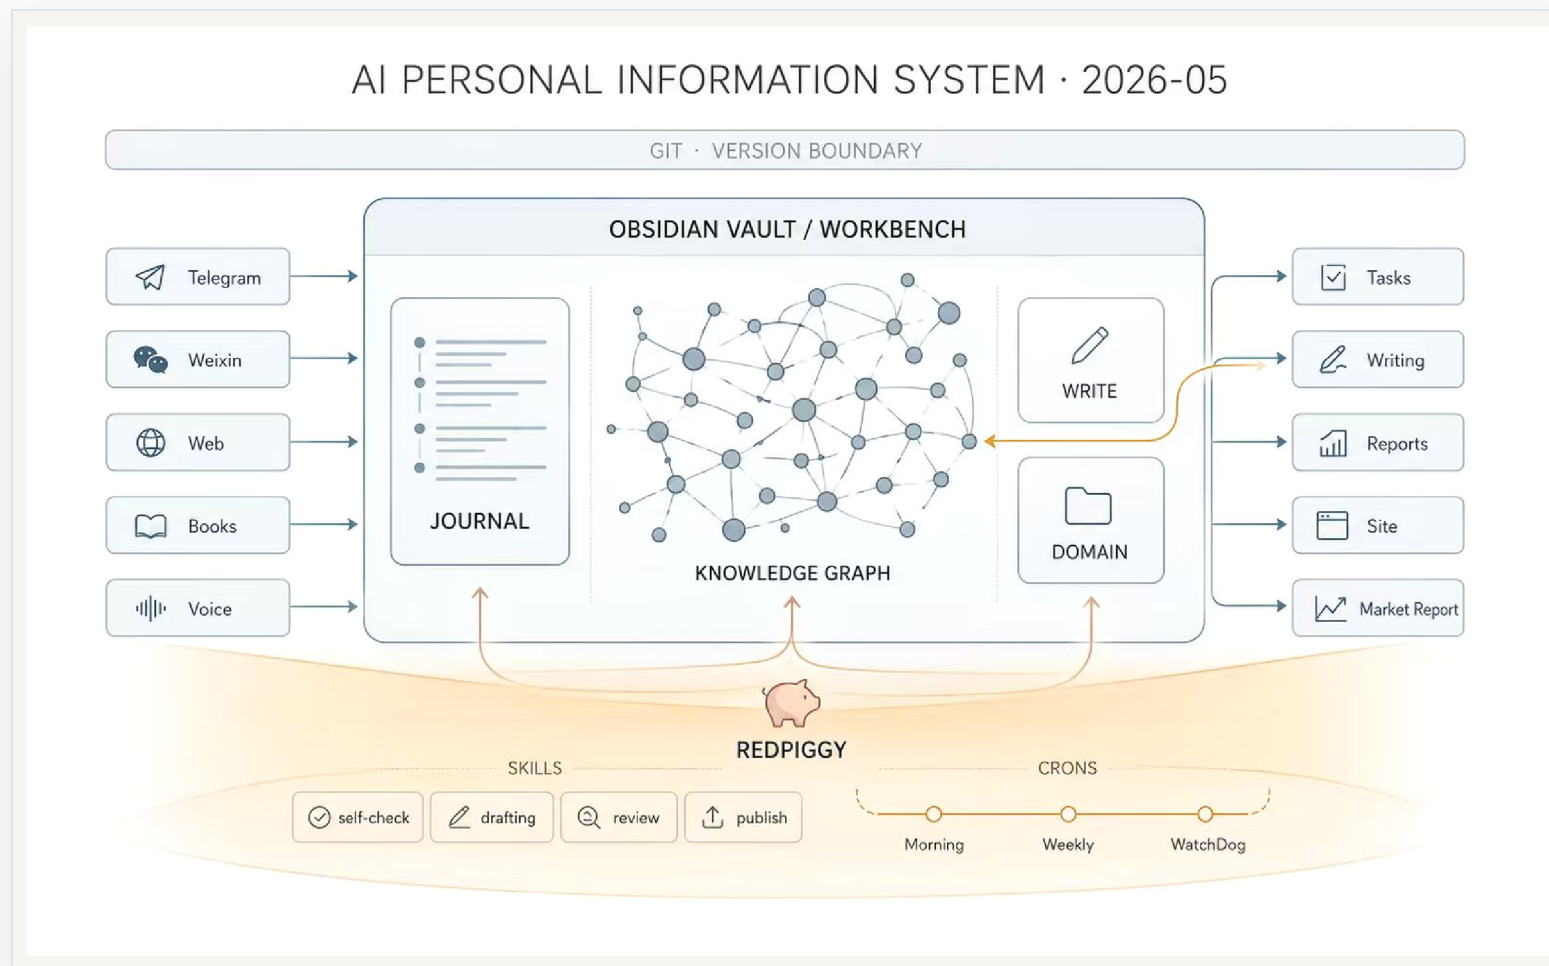 AI PERSONAL INFORMATION SYSTEM · 2026-05
GIT · VERSION BOUNDARY
OBSIDIAN VAULT / WORKBENCH
Telegram
Weixin
Web
Books
Voice
JOURNAL
KNOWLEDGE GRAPH
WRITE
DOMAIN
Tasks
Writing
Reports
Site
Market Report
REDPIGGY
SKILLS
self-check
drafting
review
publish
CRONS
Morning
Weekly
WatchDog